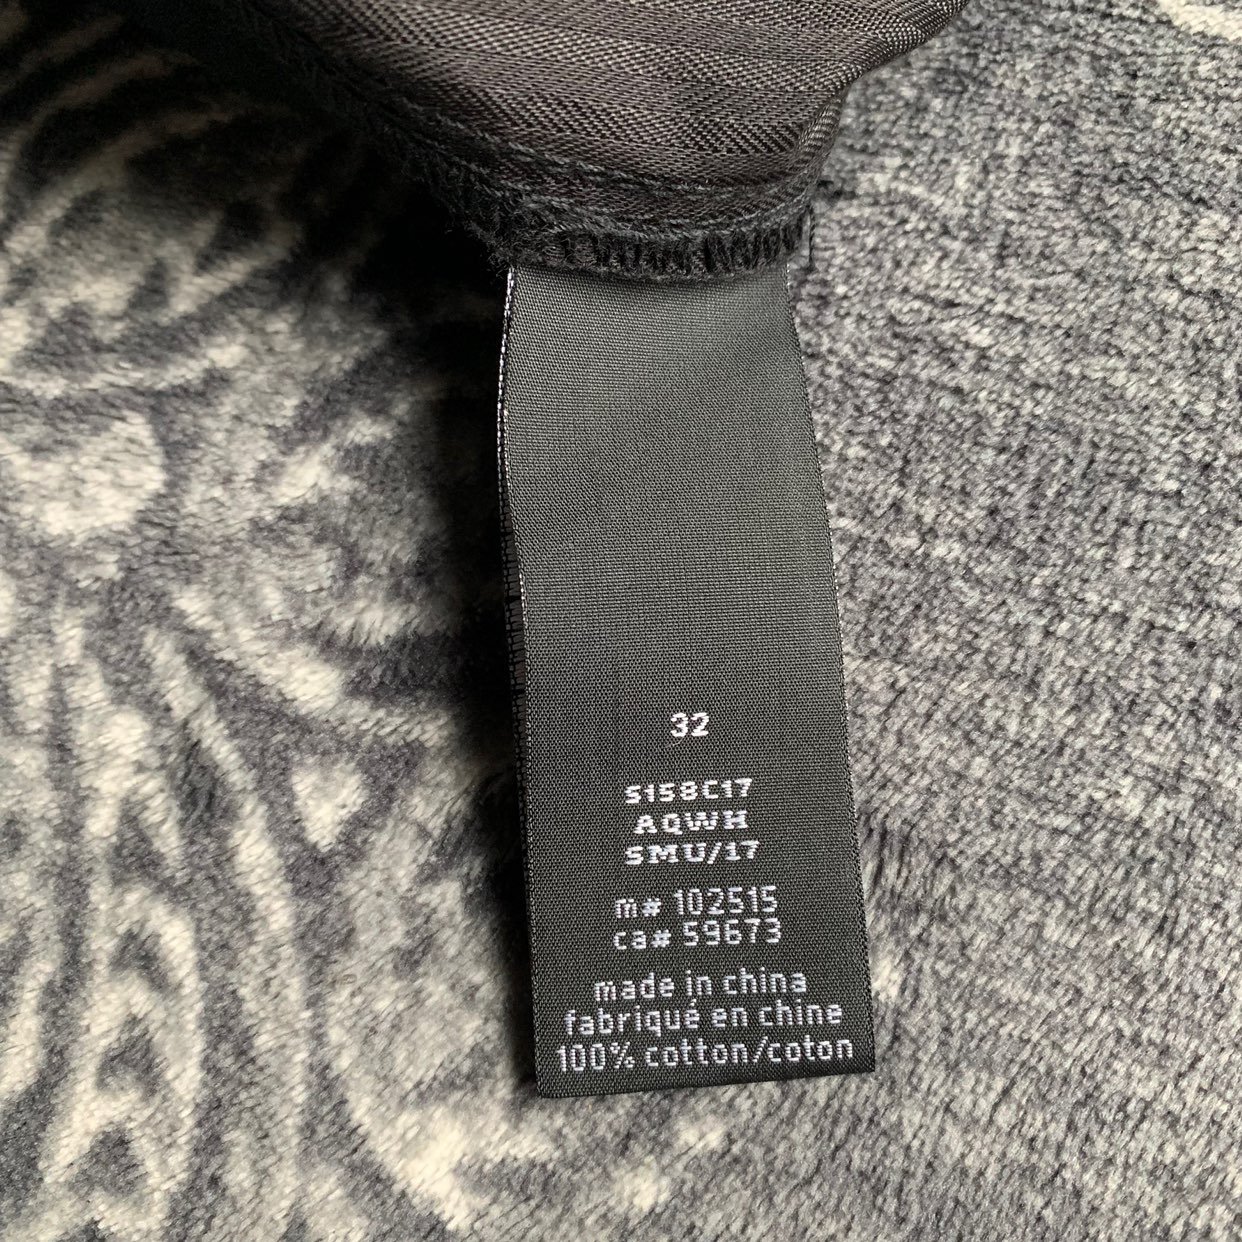 32
S158C17
AQWH
SMU/17
m# 102515
ca# 59673
made in china
fabriqué en chine
100% cotton/coton